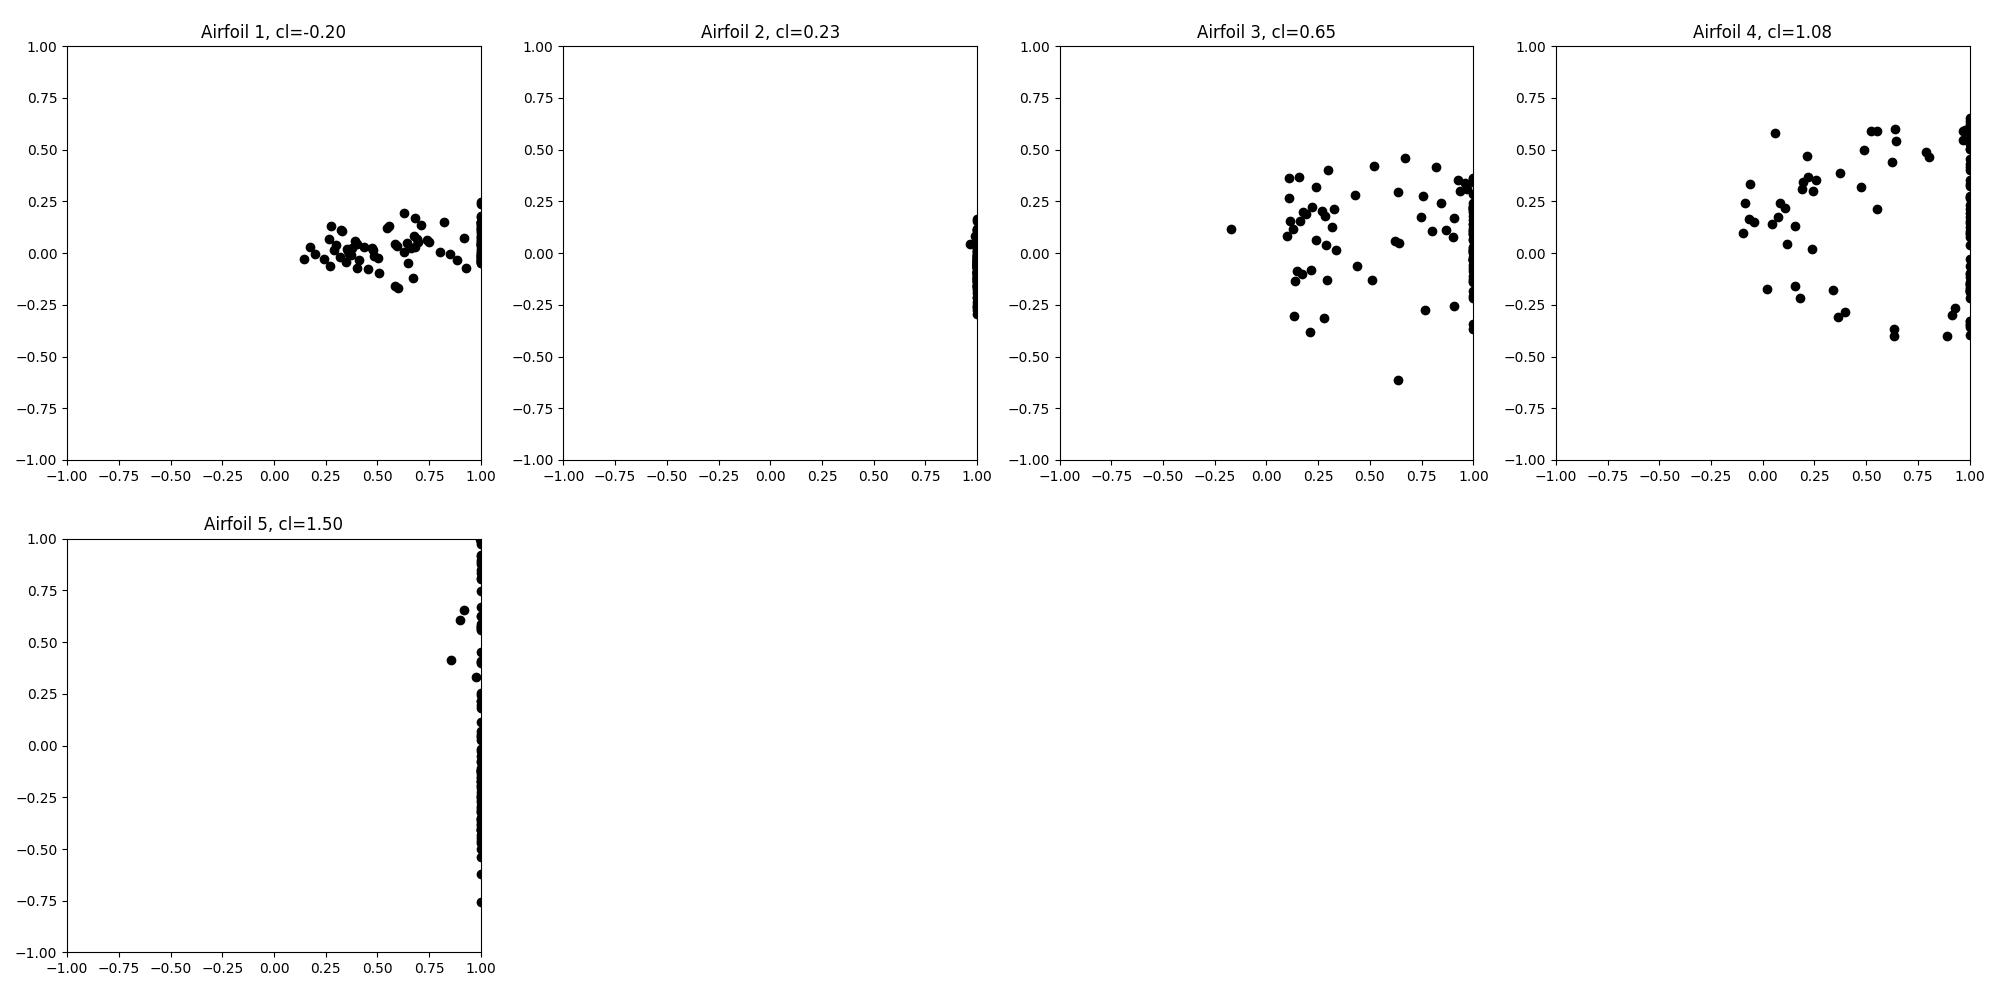 Airfoil 1, cl=-0.20
Airfoil 2, cl=0.23
Airfoil 3, cl=0.65
Airfoil 4, cl=1.08
1.00 1.00 1.00 1.00
0.75 0.75 0.75 0.75
0.50 0.50 0.50 0.50
0.25 0.25 0.25 0.25
0.00 0.00 0.00 0.00
−0.25 −0.25 −0.25 −0.25
−0.50 −0.50 −0.50 −0.50
−0.75 −0.75 −0.75 −0.75
−1.00 −1.00 −1.00 −1.00
−1.00 −0.75 −0.50 −0.25 0.00 0.25 0.50 0.75 1.00
−1.00 −0.75 −0.50 −0.25 0.00 0.25 0.50 0.75 1.00
−1.00 −0.75 −0.50 −0.25 0.00 0.25 0.50 0.75 1.00
−1.00 −0.75 −0.50 −0.25 0.00 0.25 0.50 0.75 1.00
Airfoil 5, cl=1.50
1.00
0.75
0.50
0.25
0.00
−0.25
−0.50
−0.75
−1.00
−1.00 −0.75 −0.50 −0.25 0.00 0.25 0.50 0.75 1.00